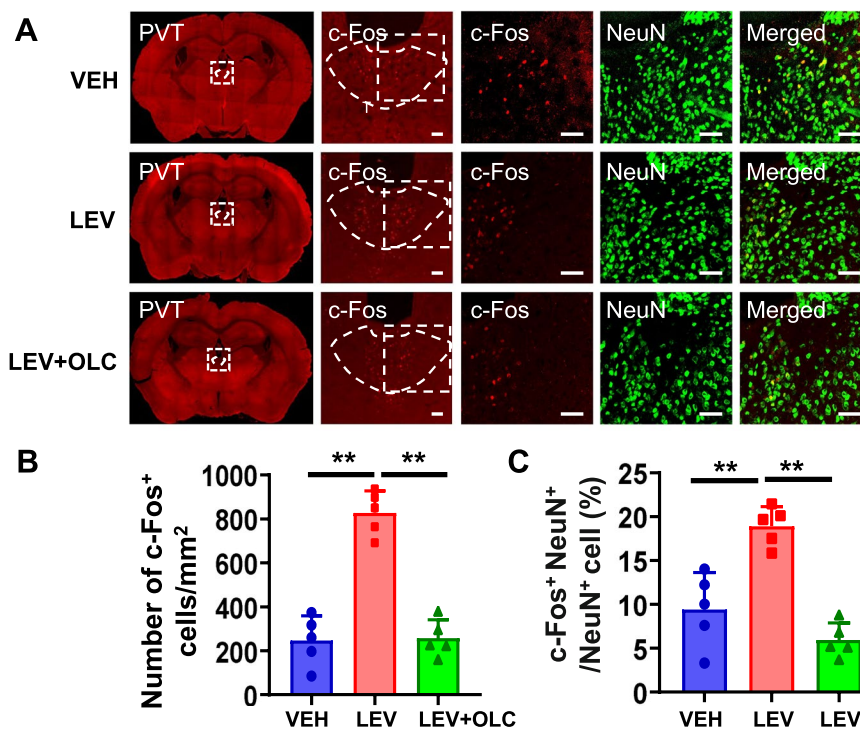 A
PVT c-Fos c-Fos NeuN Merged
VEH
T
PVT c-Fos c-Fos NeuN Merged
LEV
PVT c-Fos c-Fos NeuN Merged
LEV+OLC
B
Number of c-Fos⁺
cells/mm²
1000
800
600
400
200
0
** **
VEH LEV LEV+OLC
C
c-Fos⁺ NeuN⁺
/NeuN⁺ cell (%)
25
20
15
10
5
0
** **
VEH LEV LEV